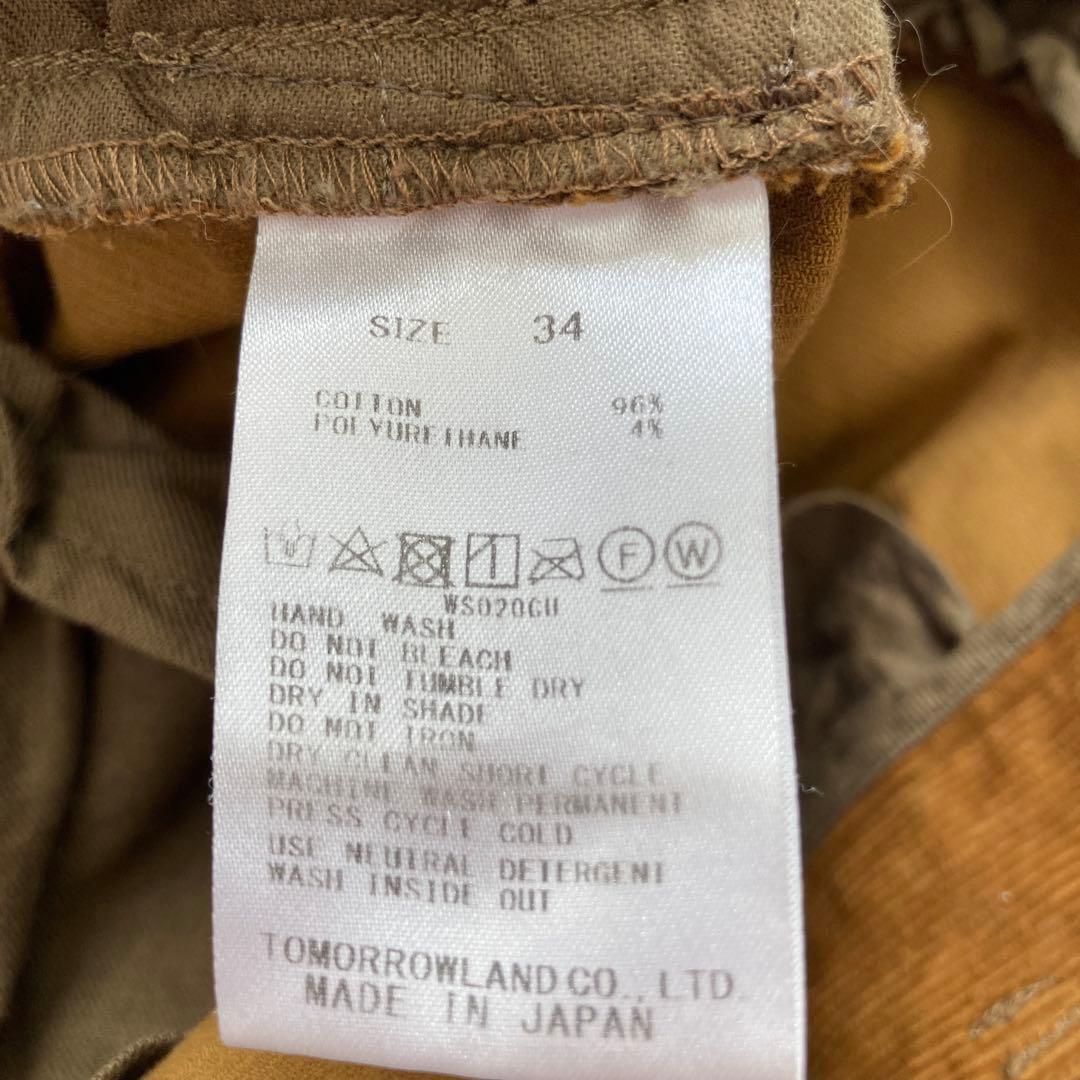 SIZE 34
COTTON 96%
POLYURETHANE 4%
F W
HAND WASH
DO NOT BLEACH
DO NOT TUMBLE DRY
DRY IN SHADE
DO NOT IRON
DRY CLEAN SHORT CYCLE
MACHINE WASH PERMANENT
PRESS CYCLE COLD
USE NEUTRAL DETERGENT
WASH INSIDE OUT
TOMORROWLAND CO., LTD.
MADE IN JAPAN